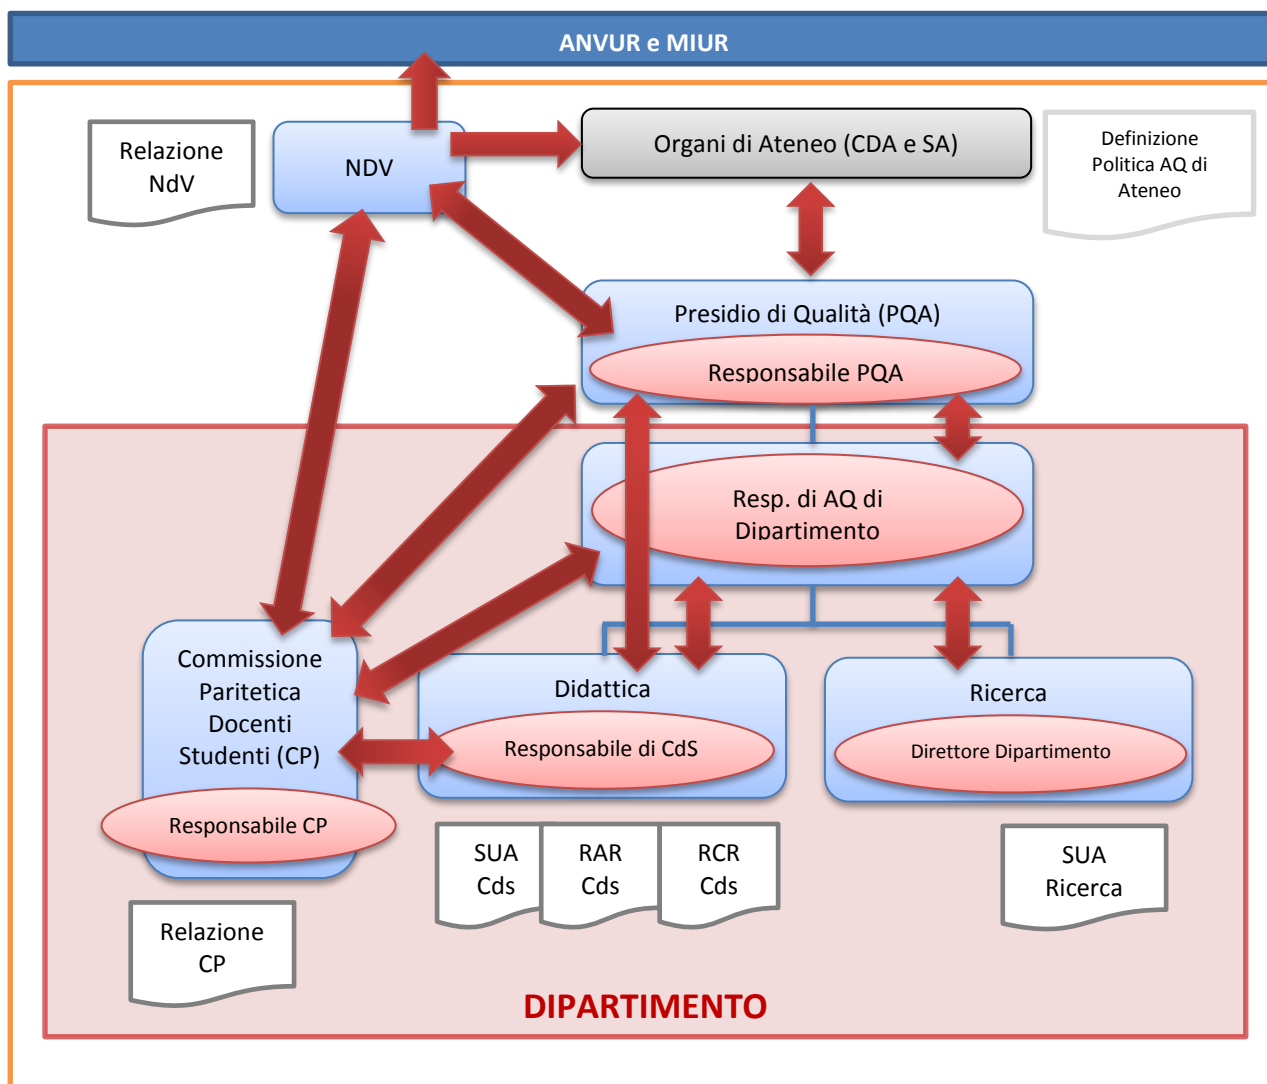 ANVUR e MIUR
Relazione
NdV
NDV
Organi di Ateneo (CDA e SA)
Definizione
Politica AQ di
Ateneo
Presidio di Qualità (PQA)
Responsabile PQA
Resp. di AQ di
Dipartimento
Commissione
Paritetica
Docenti
Studenti (CP)
Responsabile CP
Didattica
Responsabile di CdS
Ricerca
Direttore Dipartimento
SUA
Cds
RAR
Cds
RCR
Cds
SUA
Ricerca
Relazione
CP
DIPARTIMENTO